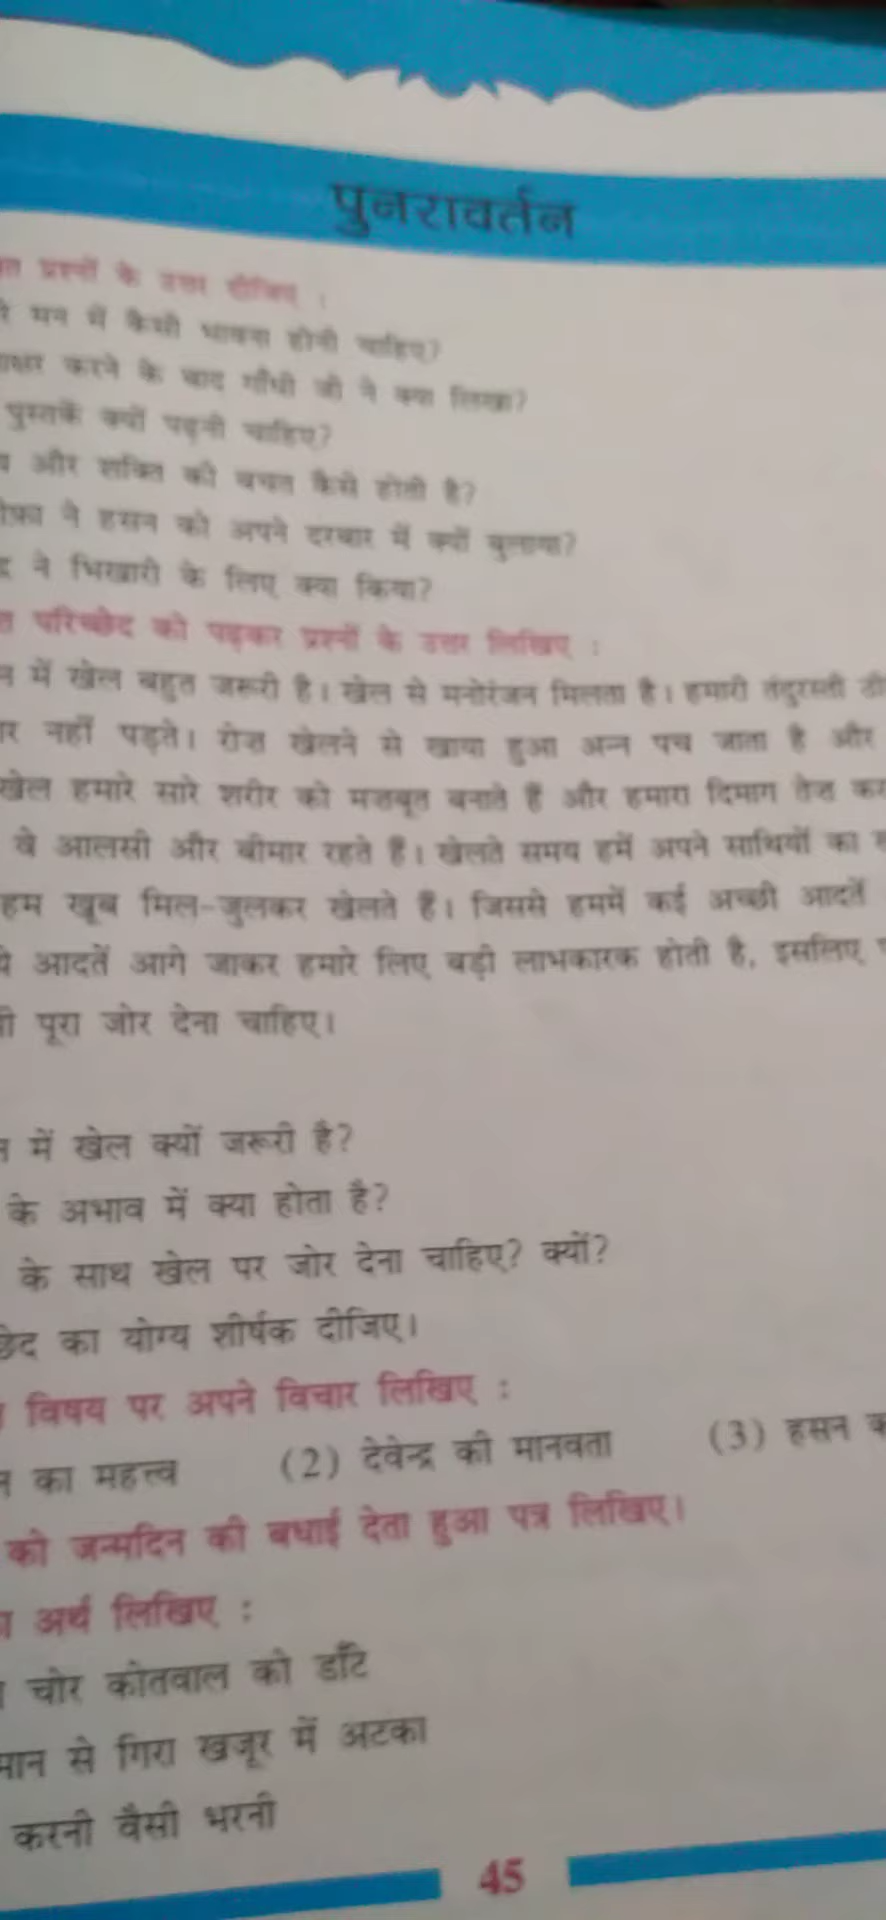 पुनरावर्तन
प्रश्नों के उत्तर दीजिए :
मन में कैसी भावना होनी चाहिए?
करने के बाद गाँधी जी ने क्या लिखा?
पुस्तकें क्यों पढ़नी चाहिए?
और शक्ति की बचत कैसे होती है?
ने हसन को अपने दरबार में क्यों बुलाया?
ने भिखारी के लिए क्या किया?
परिच्छेद को पढ़कर प्रश्नों के उत्तर लिखिए :
में खेल बहुत जरूरी है। खेल से मनोरंजन मिलता है। हमारी तंदुरस्ती
नहीं पड़ते। रोज खेलने से खाया हुआ अन्न पच जाता है और
खेल हमारे सारे शरीर को मजबूत बनाते हैं और हमारा दिमाग तेज
वे आलसी और बीमार रहते हैं। खेलते समय हमें अपने साथियों का
हम खूब मिल-जुलकर खेलते हैं। जिससे हममें कई अच्छी आदतें
आदतें आगे जाकर हमारे लिए बड़ी लाभकारक होती है, इसलिए
पूरा जोर देना चाहिए।
में खेल क्यों जरूरी है?
के अभाव में क्या होता है?
के साथ खेल पर जोर देना चाहिए? क्यों?
का योग्य शीर्षक दीजिए।
विषय पर अपने विचार लिखिए :
का महत्त्व (2) देवेन्द्र की मानवता (3) हसन
को जन्मदिन की बधाई देता हुआ पत्र लिखिए।
अर्थ लिखिए :
चोर कोतवाल को डाँटे
से गिरा खजूर में अटका
करनी वैसी भरनी
45